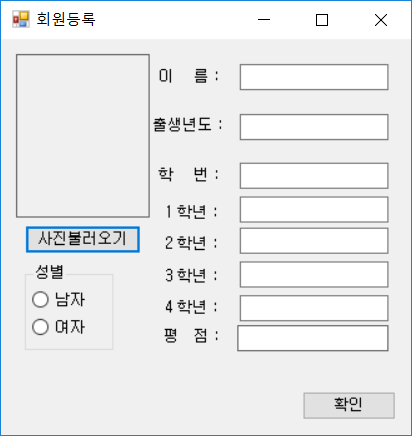 회원등록
이 름 :
출생년도 :
학 번 :
1 학년 :
사진불러오기
2 학년 :
성별
3 학년 :
남자
4 학년 :
여자
평 점 :
확인